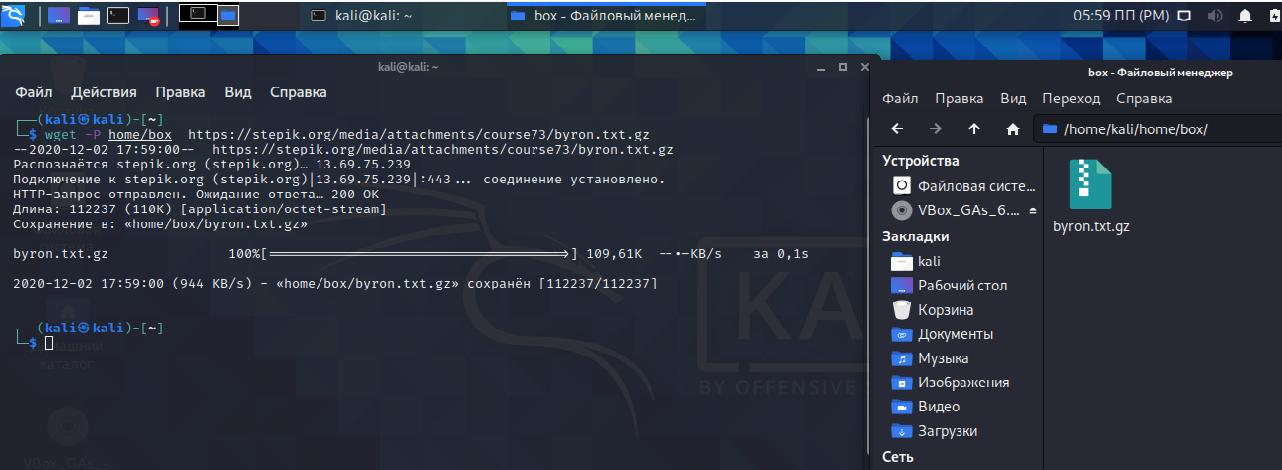 kali@kali: ~
box - Файловый менед...
05:59 ПП (PM)
kali@kali: ~
Файл Действия Правка Вид Справка
┌──(kali㉿kali)-[~]
└─$ wget -P home/box  https://stepik.org/media/attachments/course73/byron.txt.gz
--2020-12-02 17:59:00--  https://stepik.org/media/attachments/course73/byron.txt.gz
Распознаётся stepik.org (stepik.org)… 13.69.75.239
Подключение к stepik.org (stepik.org)|13.69.75.239|:443... соединение установлено.
HTTP-запрос отправлен. Ожидание ответа… 200 OK
Длина: 112237 (110K) [application/octet-stream]
Сохранение в: «home/box/byron.txt.gz»
byron.txt.gz 100%[===================================>] 109,61K --.-KB/s за 0,1s
2020-12-02 17:59:00 (944 KB/s) - «home/box/byron.txt.gz» сохранён [112237/112237]
┌──(kali㉿kali)-[~]
└─$
домашний
каталог
система
VBox_GAs_-
KA
BY OFFENSIVE
box - Файловый менеджер
Файл Правка Вид Переход Справка
/home/kali/home/box/
Устройства
Файловая систе...
VBox_GAs_6....
Закладки
kali
Рабочий стол
Корзина
Документы
Музыка
Изображения
Видео
Загрузки
Сеть
byron.txt.gz